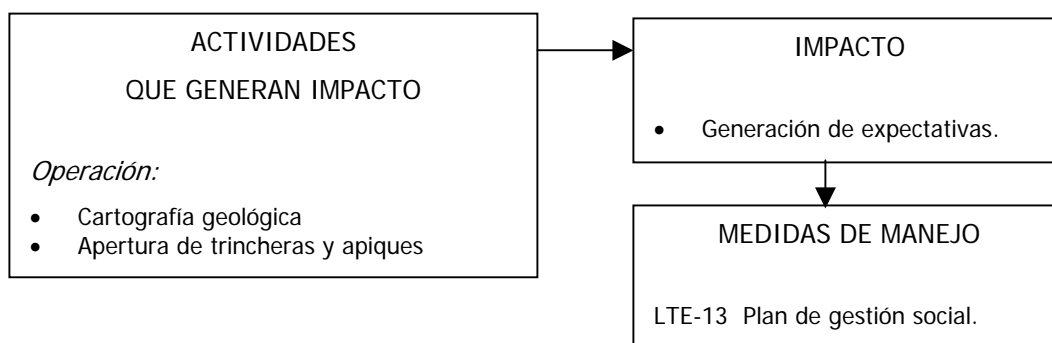 ACTIVIDADES
QUE GENERAN IMPACTO
Operación:
• Cartografía geológica
• Apertura de trincheras y apiques
IMPACTO
• Generación de expectativas.
MEDIDAS DE MANEJO
LTE-13 Plan de gestión social.